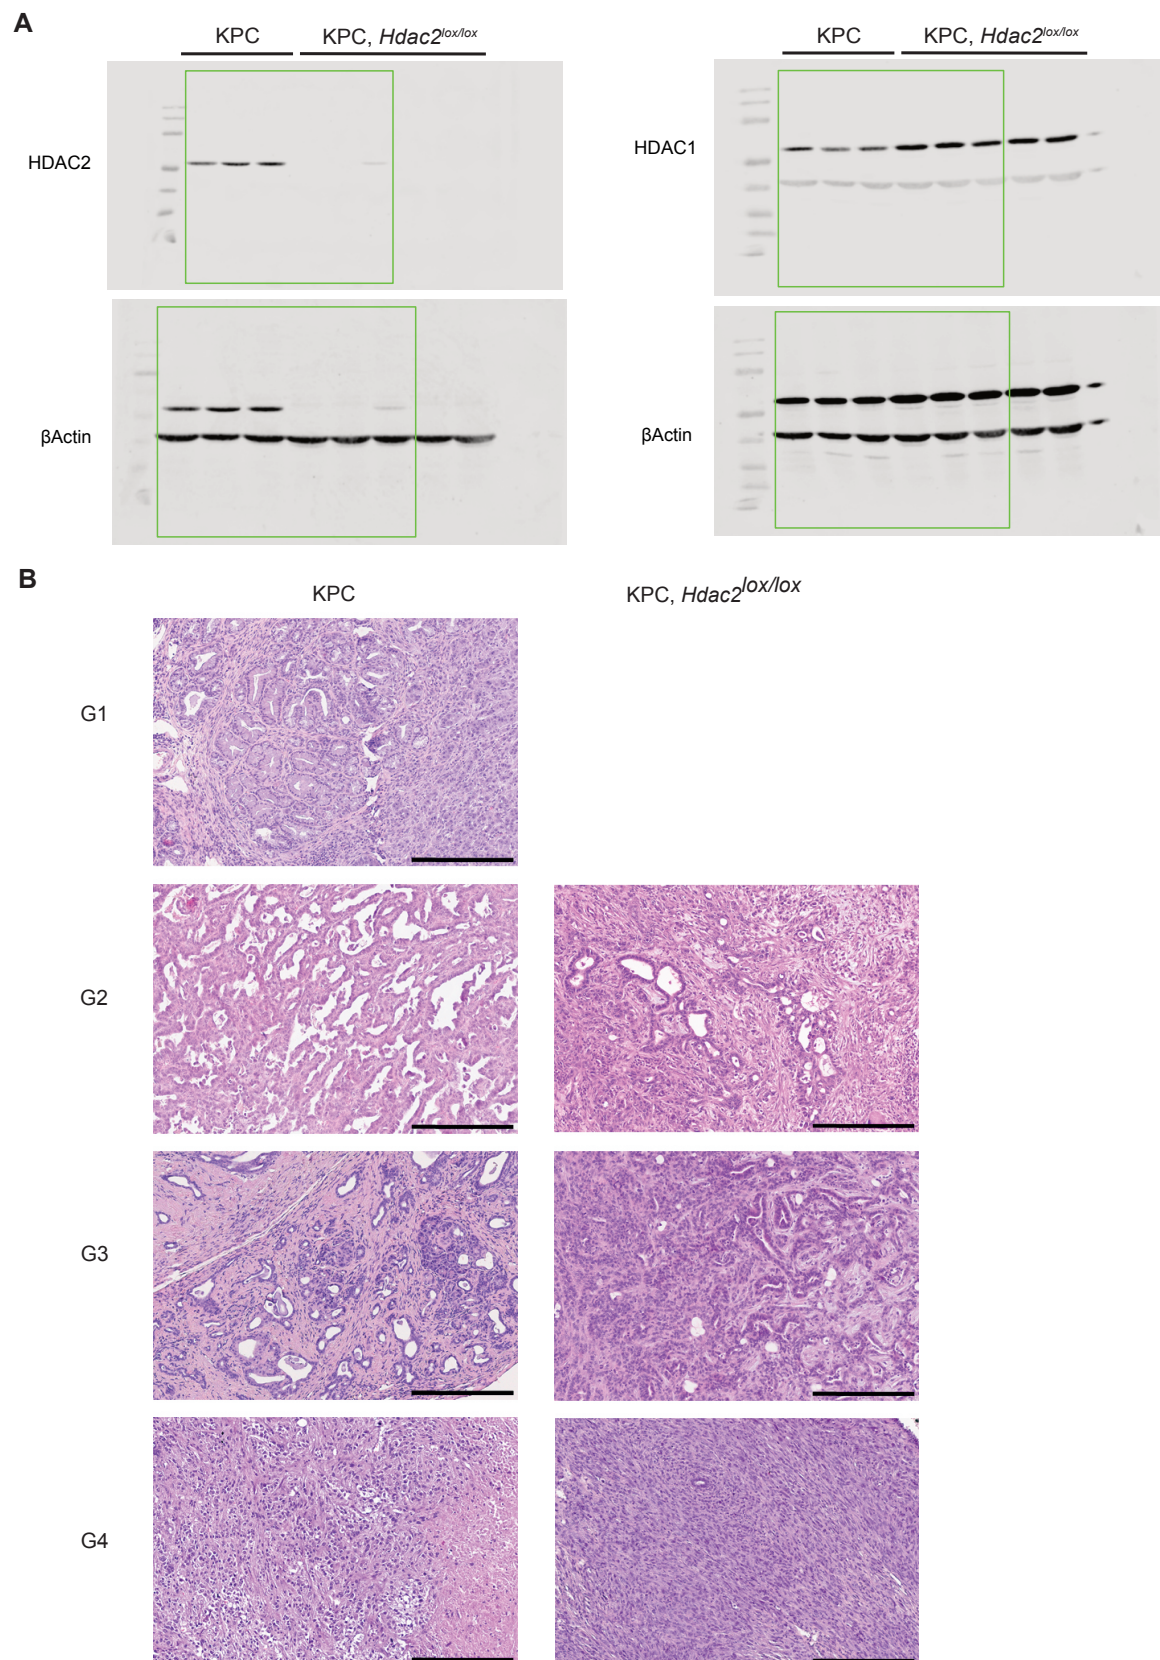 A
KPC KPC, Hdac2lox/lox KPC KPC, Hdac2lox/lox
HDAC2 HDAC1
βActin βActin
B
KPC KPC, Hdac2lox/lox
G1
G2
G3
G4